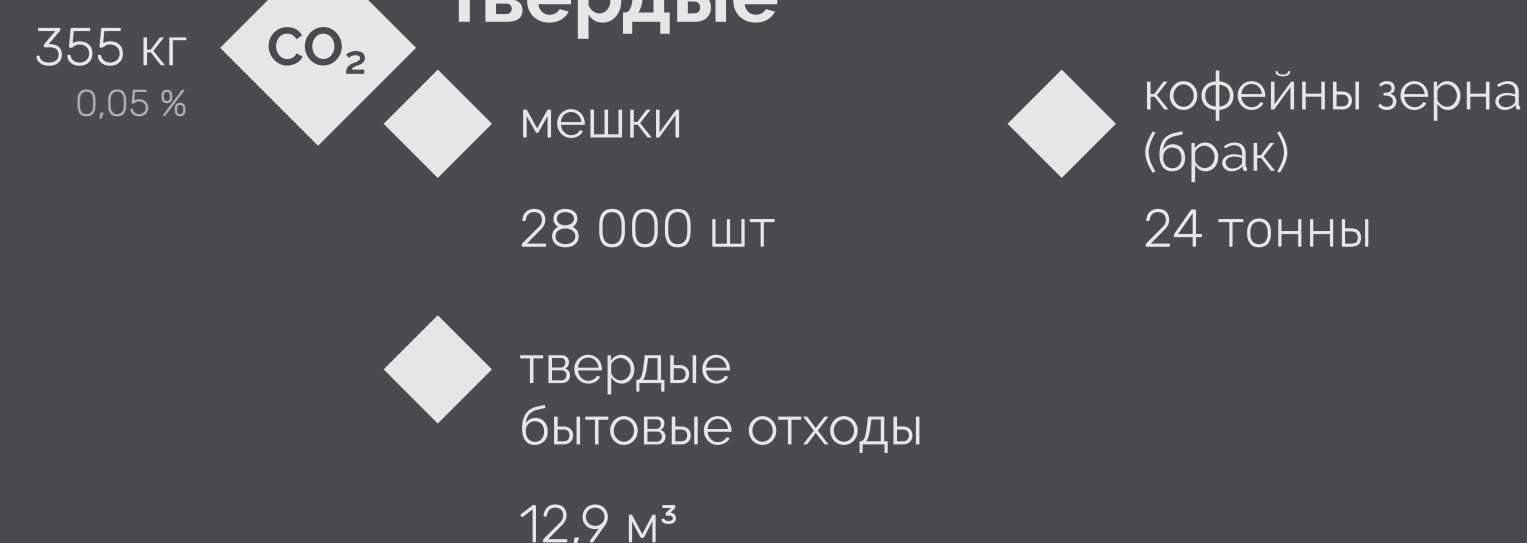 твердые
355 кг
CO₂
0,05 %
мешки
28 000 шт
кофейны зерна
(брак)
24 тонны
твердые
бытовые отходы
12,9 м³